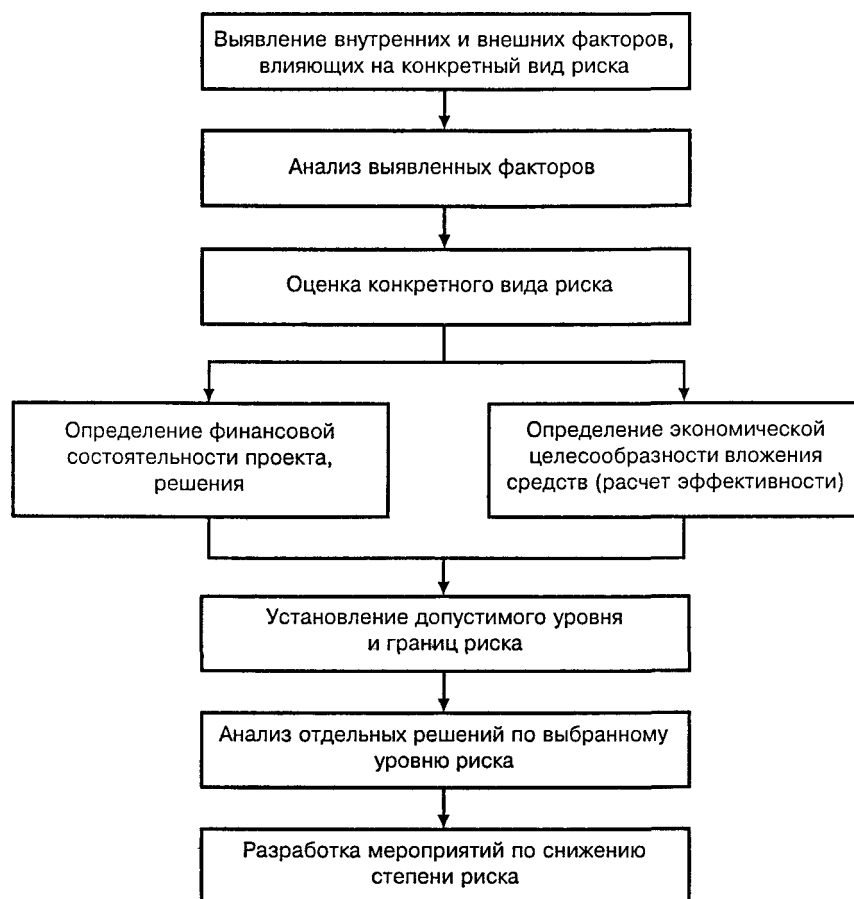 Выявление внутренних и внешних факторов,
влияющих на конкретный вид риска
Анализ выявленных факторов
Оценка конкретного вида риска
Определение финансовой
состоятельности проекта,
решения
Определение экономической
целесообразности вложения
средств (расчет эффективности)
Установление допустимого уровня
и границ риска
Анализ отдельных решений по выбранному
уровню риска
Разработка мероприятий по снижению
степени риска